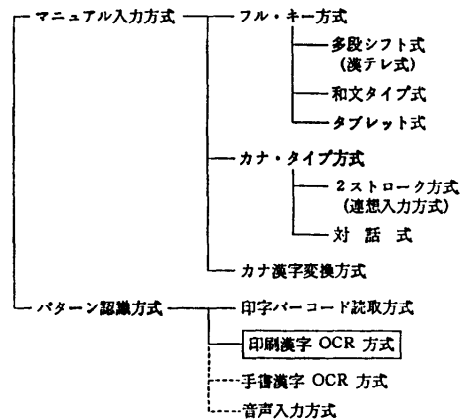 マニュアル入力方式
フル・キー方式
多段シフト式
(漢テレ式)
和文タイプ式
タブレット式
カナ・タイプ方式
2ストローク方式
(連想入力方式)
対話式
カナ漢字変換方式
パターン認識方式
印字バーコード読取方式
印刷漢字 OCR 方式
手書漢字 OCR 方式
音声入力方式